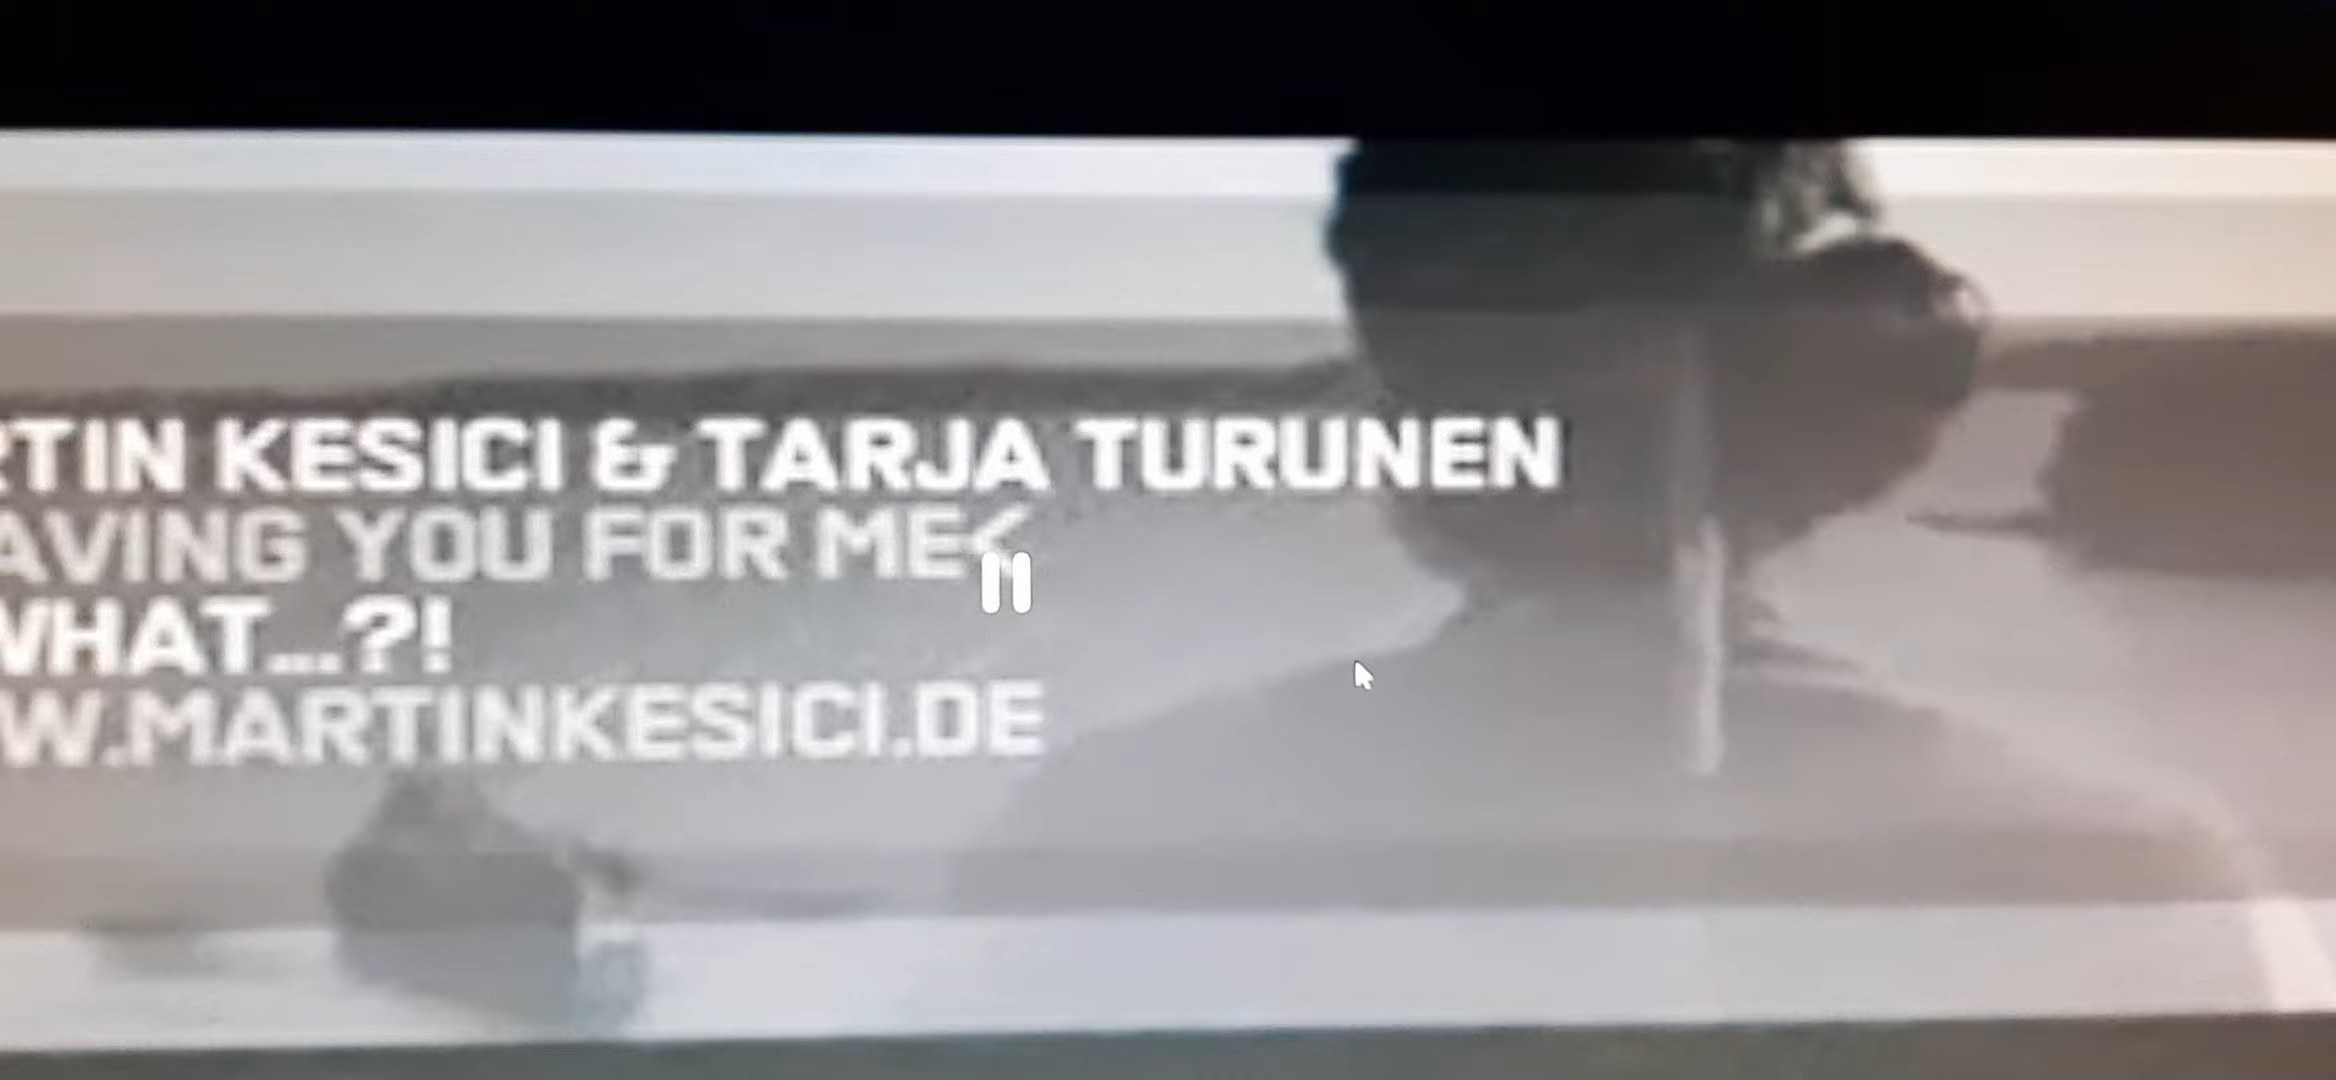 RTIN KESICI & TARJA TURUNEN
AVING YOU FOR ME<
WHAT...?!
W.MARTINKESICI.DE